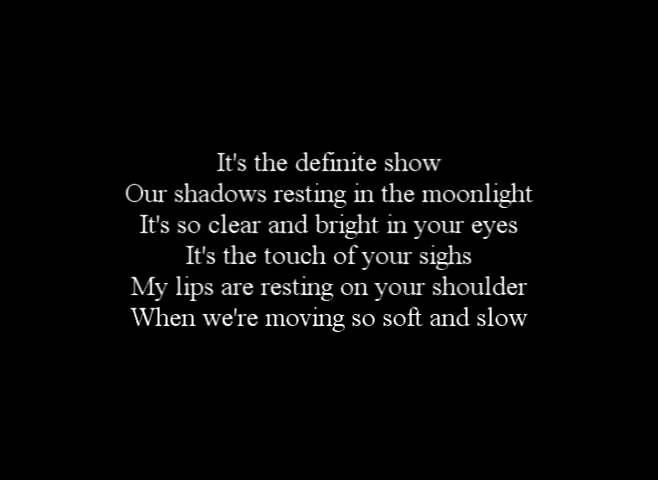 It's the definite show
Our shadows resting in the moonlight
It's so clear and bright in your eyes
It's the touch of your sighs
My lips are resting on your shoulder
When we're moving so soft and slow